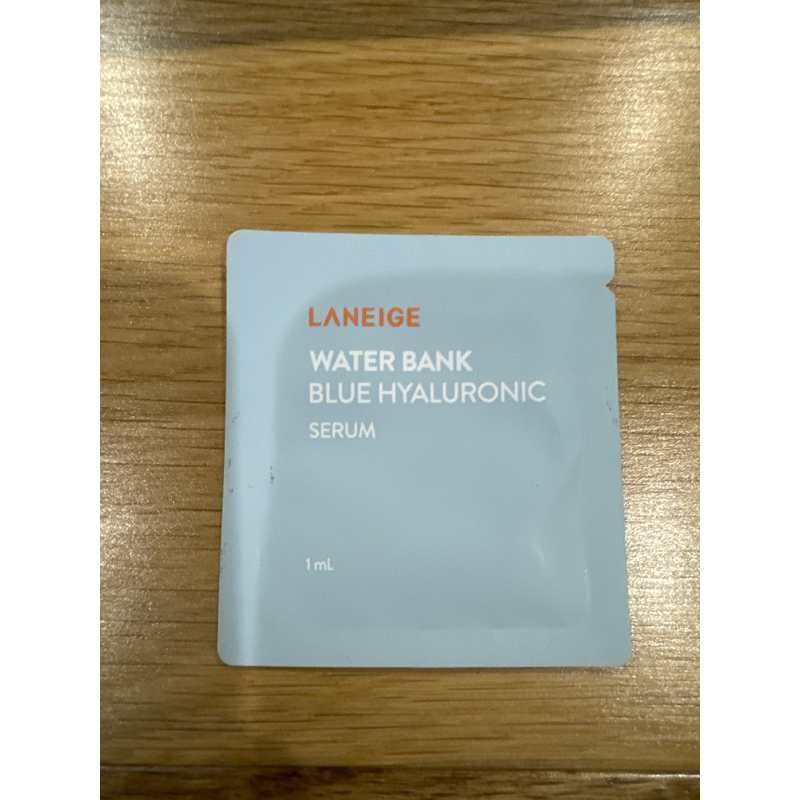 LANEIGE
WATER BANK
BLUE HYALURONIC
SERUM
1 mL